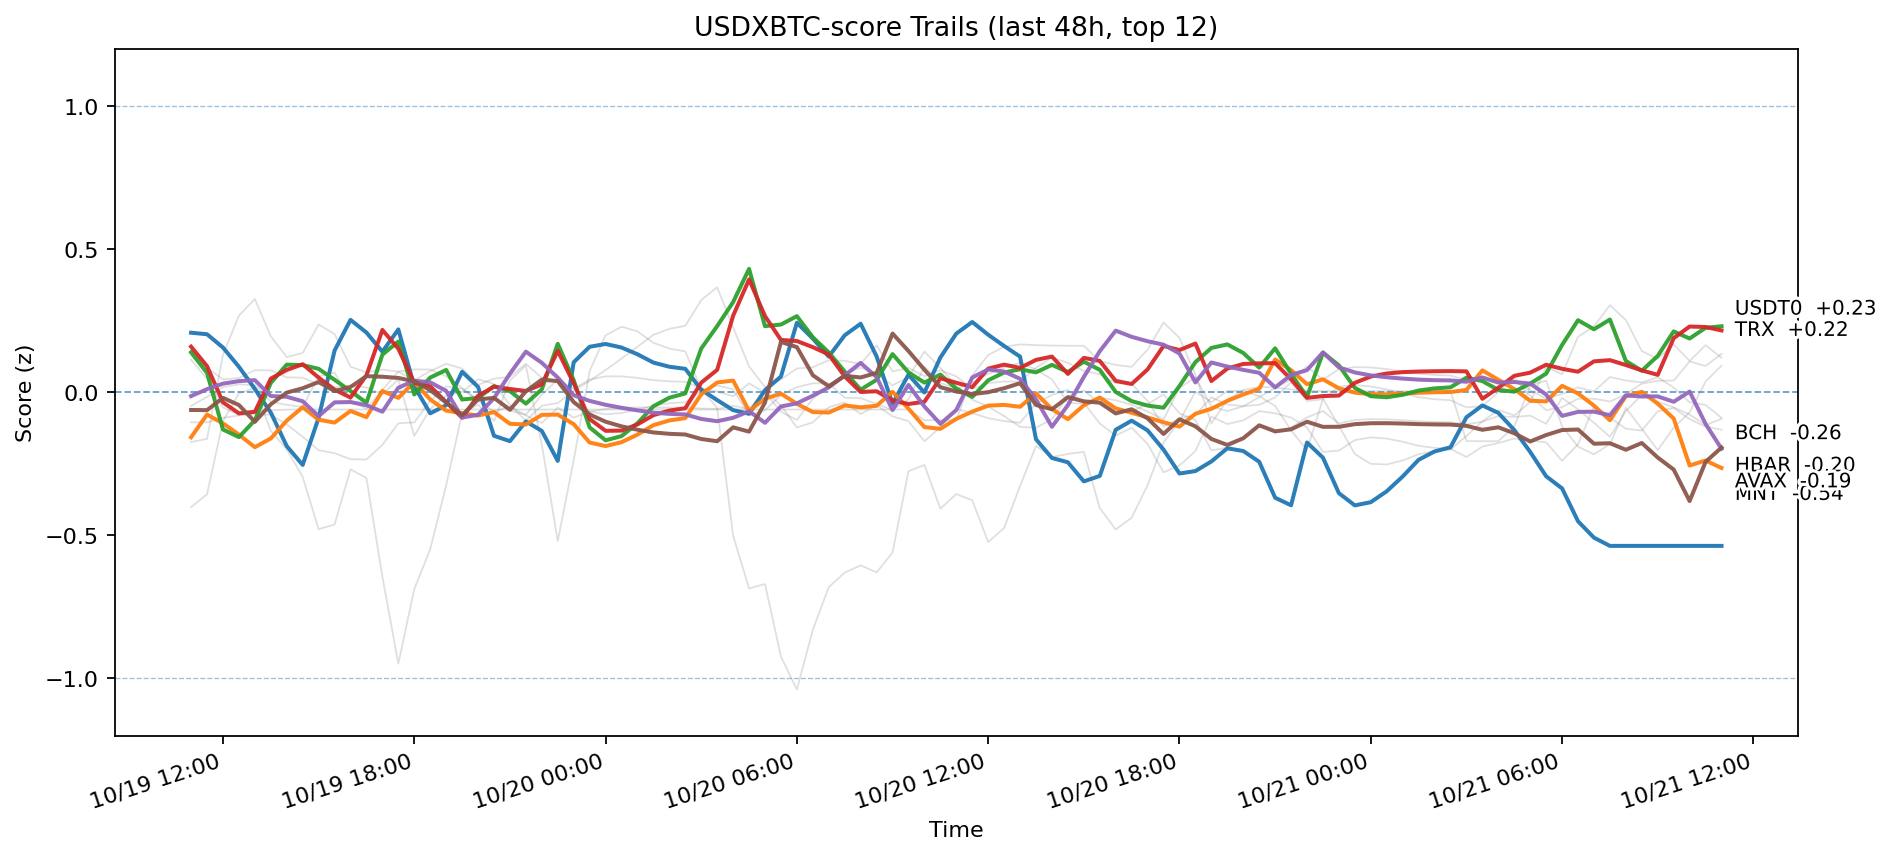 USDXBTC-score Trails (last 48h, top 12)
Score (z)
1.0
0.5
0.0
−0.5
−1.0
USDT0 +0.23
TRX +0.22
BCH -0.26
HBAR -0.20
AVAX -0.19
MNT -0.54
10/19 12:00
10/19 18:00
10/20 00:00
10/20 06:00
10/20 12:00
10/20 18:00
10/21 00:00
10/21 06:00
10/21 12:00
Time